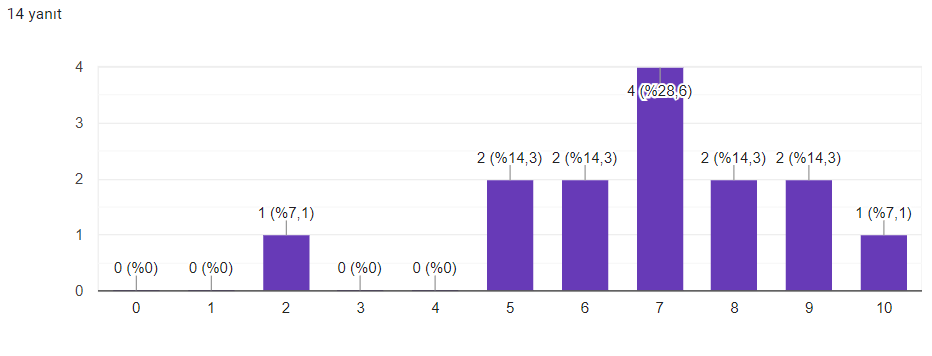 14 yanıt
4
4 (%28,6)
3
2 (%14,3) 2 (%14,3) 2 (%14,3) 2 (%14,3)
2
1 (%7,1) 1 (%7,1)
1
0 (%0) 0 (%0) 0 (%0) 0 (%0)
0
0 1 2 3 4 5 6 7 8 9 10